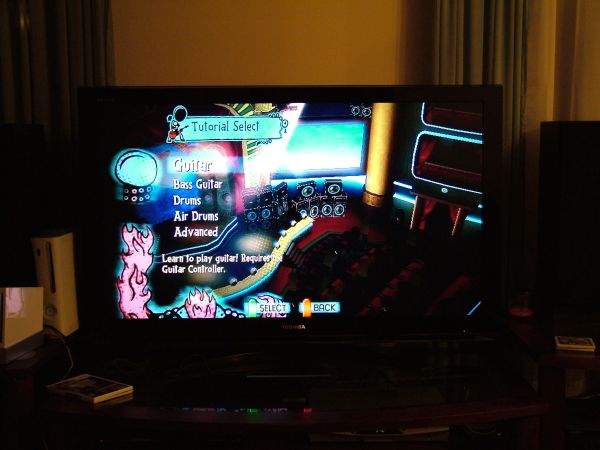 Tutorial Select
Guitar
Bass Guitar
Drums
Air Drums
Advanced
Learn to play guitar! Requires
Guitar Controller.
SELECT
BACK
TOSHIBA